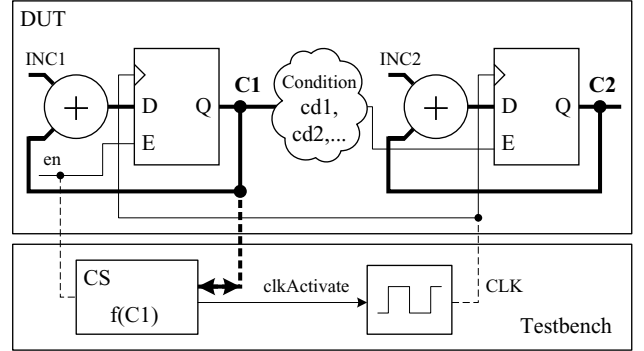 DUT
INC1
INC2
C1
Condition
cd1,
cd2,...
C2
+
D
Q
E
+
D
Q
E
en
CS
f(C1)
clkActivate
CLK
Testbench